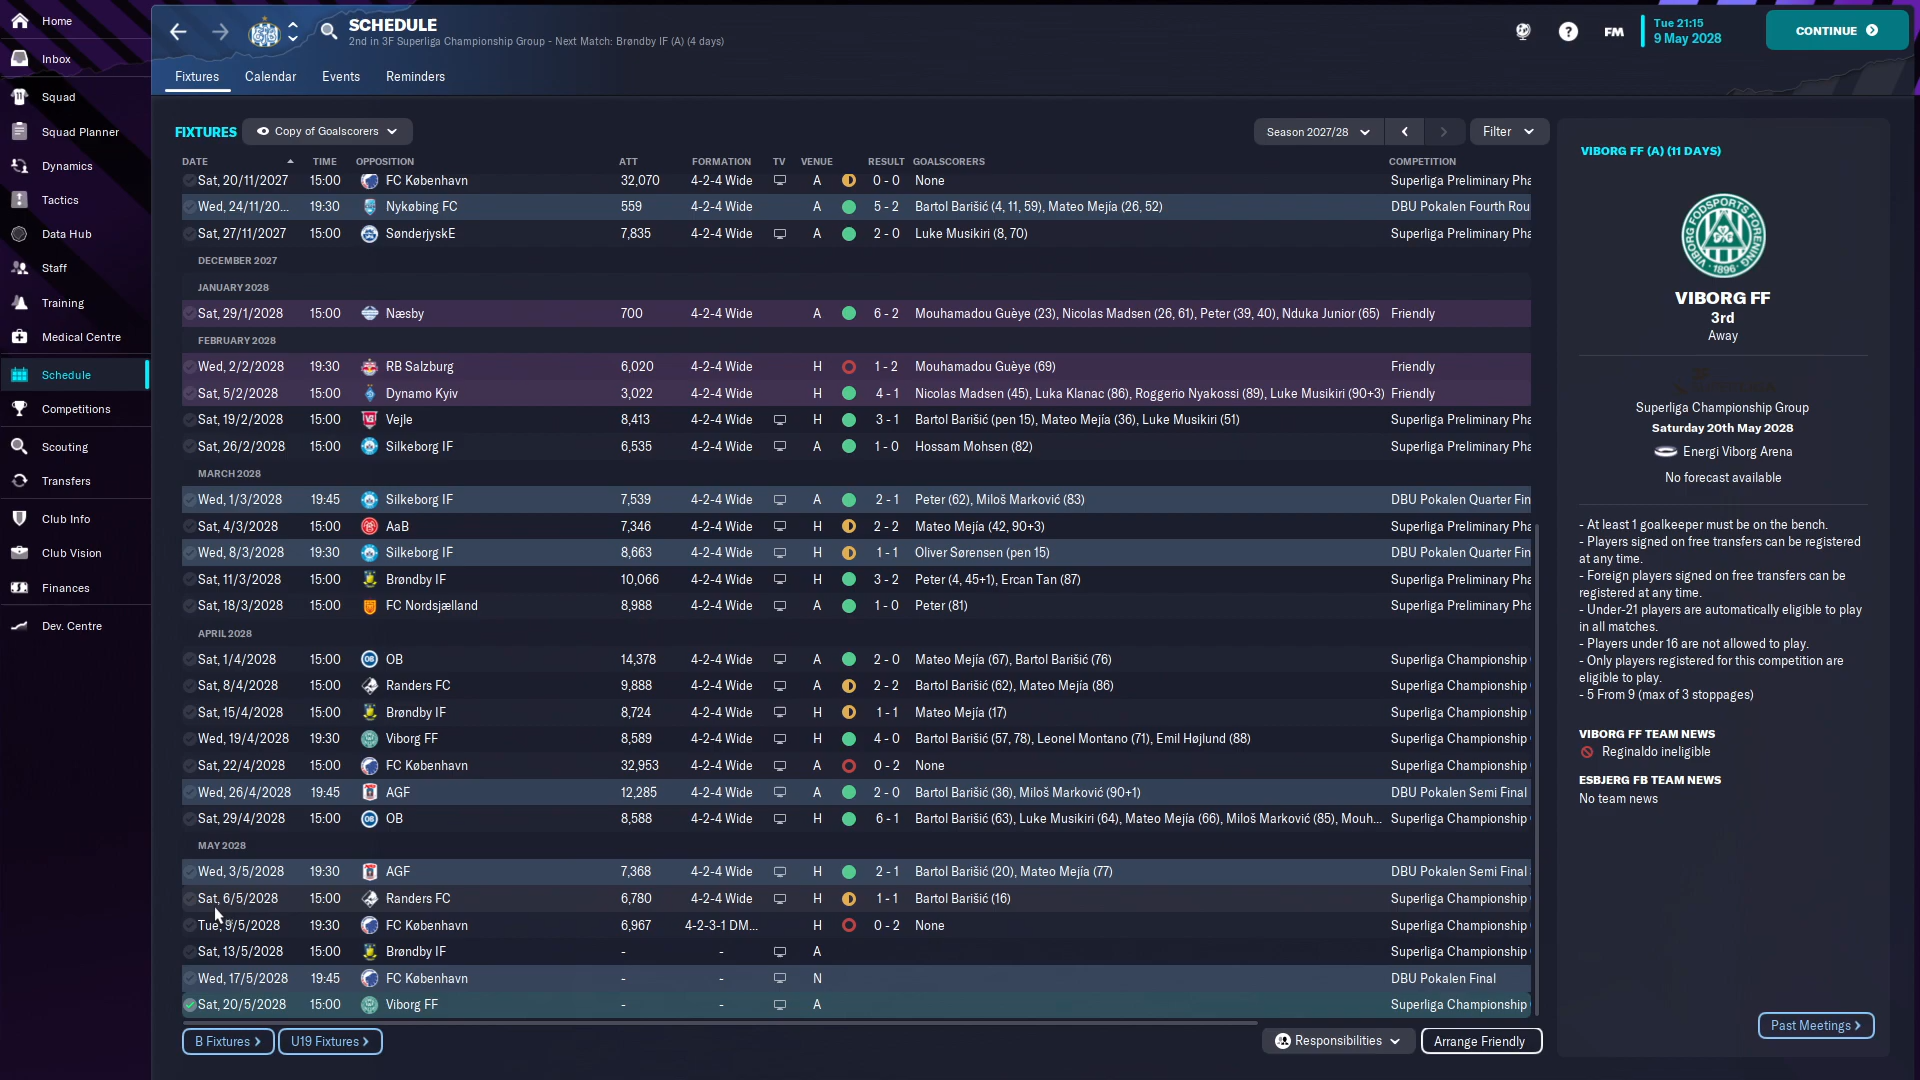 Home
Inbox
Squad
Squad Planner
Dynamics
Tactics
Data Hub
Staff
Training
Medical Centre
Schedule
Competitions
Scouting
Transfers
Club Info
Club Vision
Finances
Dev. Centre
SCHEDULE
2nd in 3F Superliga Championship Group - Next Match: Brøndby IF (A) (4 days)
FM
Tue 21:15
9 May 2028
CONTINUE
Fixtures Calendar Events Reminders
FIXTURES Copy of Goalscorers Season 2027/28 Filter
DATE TIME OPPOSITION ATT FORMATION TV VENUE RESULT GOALSCORERS COMPETITION
Sat, 20/11/2027 15:00 FC København 32,070 4-2-4 Wide A 0 - 0 None Superliga Preliminary Pha
Wed, 24/11/20... 19:30 Nykøbing FC 559 4-2-4 Wide A 5 - 2 Bartol Barišić (4, 11, 59), Mateo Mejía (26, 52) DBU Pokalen Fourth Rou
Sat, 27/11/2027 15:00 SønderjyskE 7,835 4-2-4 Wide A 2 - 0 Luke Musikiri (8, 70) Superliga Preliminary Pha
DECEMBER 2027
JANUARY 2028
Sat, 29/1/2028 15:00 Næsby 700 4-2-4 Wide A 6 - 2 Mouhamadou Guèye (23), Nicolas Madsen (26, 61), Peter (39, 40), Nduka Junior (65) Friendly
FEBRUARY 2028
Wed, 2/2/2028 19:30 RB Salzburg 6,020 4-2-4 Wide H 1 - 2 Mouhamadou Guèye (69) Friendly
Sat, 5/2/2028 15:00 Dynamo Kyiv 3,022 4-2-4 Wide H 4 - 1 Nicolas Madsen (45), Luka Klanac (86), Roggerio Nyakossi (89), Luke Musikiri (90+3) Friendly
Sat, 19/2/2028 15:00 Vejle 8,413 4-2-4 Wide H 3 - 1 Bartol Barišić (pen 15), Mateo Mejía (36), Luke Musikiri (51) Superliga Preliminary Pha
Sat, 26/2/2028 15:00 Silkeborg IF 6,535 4-2-4 Wide A 1 - 0 Hossam Mohsen (82) Superliga Preliminary Pha
MARCH 2028
Wed, 1/3/2028 19:45 Silkeborg IF 7,539 4-2-4 Wide A 2 - 1 Peter (62), Miloš Marković (83) DBU Pokalen Quarter Fin
Sat, 4/3/2028 15:00 AaB 7,346 4-2-4 Wide H 2 - 2 Mateo Mejía (42, 90+3) Superliga Preliminary Pha
Wed, 8/3/2028 19:30 Silkeborg IF 8,663 4-2-4 Wide H 1 - 1 Oliver Sørensen (pen 15) DBU Pokalen Quarter Fin
Sat, 11/3/2028 15:00 Brøndby IF 10,066 4-2-4 Wide H 3 - 2 Peter (4, 45+1), Ercan Tan (87) Superliga Preliminary Pha
Sat, 18/3/2028 15:00 FC Nordsjælland 8,988 4-2-4 Wide A 1 - 0 Peter (81) Superliga Preliminary Pha
APRIL 2028
Sat, 1/4/2028 15:00 OB 14,378 4-2-4 Wide A 2 - 0 Mateo Mejía (67), Bartol Barišić (76) Superliga Championship
Sat, 8/4/2028 15:00 Randers FC 9,888 4-2-4 Wide A 2 - 2 Bartol Barišić (62), Mateo Mejía (86) Superliga Championship
Sat, 15/4/2028 15:00 Brøndby IF 8,724 4-2-4 Wide H 1 - 1 Mateo Mejía (17) Superliga Championship
Wed, 19/4/2028 19:30 Viborg FF 8,589 4-2-4 Wide H 4 - 0 Bartol Barišić (57, 78), Leonel Montano (71), Emil Højlund (88) Superliga Championship
Sat, 22/4/2028 15:00 FC København 32,953 4-2-4 Wide A 0 - 2 None Superliga Championship
Wed, 26/4/2028 19:45 AGF 12,285 4-2-4 Wide A 2 - 0 Bartol Barišić (36), Miloš Marković (90+1) DBU Pokalen Semi Final
Sat, 29/4/2028 15:00 OB 8,588 4-2-4 Wide H 6 - 1 Bartol Barišić (63), Luke Musikiri (64), Mateo Mejía (66), Miloš Marković (85), Mouh... Superliga Championship
MAY 2028
Wed, 3/5/2028 19:30 AGF 7,368 4-2-4 Wide H 2 - 1 Bartol Barišić (20), Mateo Mejía (77) DBU Pokalen Semi Final
Sat, 6/5/2028 15:00 Randers FC 6,780 4-2-4 Wide H 1 - 1 Bartol Barišić (16) Superliga Championship
Tue, 9/5/2028 19:30 FC København 6,967 4-2-3-1 DM... H 0 - 2 None Superliga Championship
Sat, 13/5/2028 15:00 Brøndby IF - - A Superliga Championship
Wed, 17/5/2028 19:45 FC København - - N DBU Pokalen Final
Sat, 20/5/2028 15:00 Viborg FF - - A Superliga Championship
B Fixtures U19 Fixtures Responsibilities Arrange Friendly
VIBORG FF (A) (11 DAYS)
VIBORG FODSPORTS FORENING
1896
VIBORG FF
3rd
Away
Superliga Championship Group
Saturday 20th May 2028
Energi Viborg Arena
No forecast available
- At least 1 goalkeeper must be on the bench.
- Players signed on free transfers can be registered
at any time.
- Foreign players signed on free transfers can be
registered at any time.
- Under-21 players are automatically eligible to play
in all matches.
- Players under 16 are not allowed to play.
- Only players registered for this competition are
eligible to play.
- 5 From 9 (max of 3 stoppages)
VIBORG FF TEAM NEWS
Reginaldo ineligible
ESBJERG FB TEAM NEWS
No team news
Past Meetings